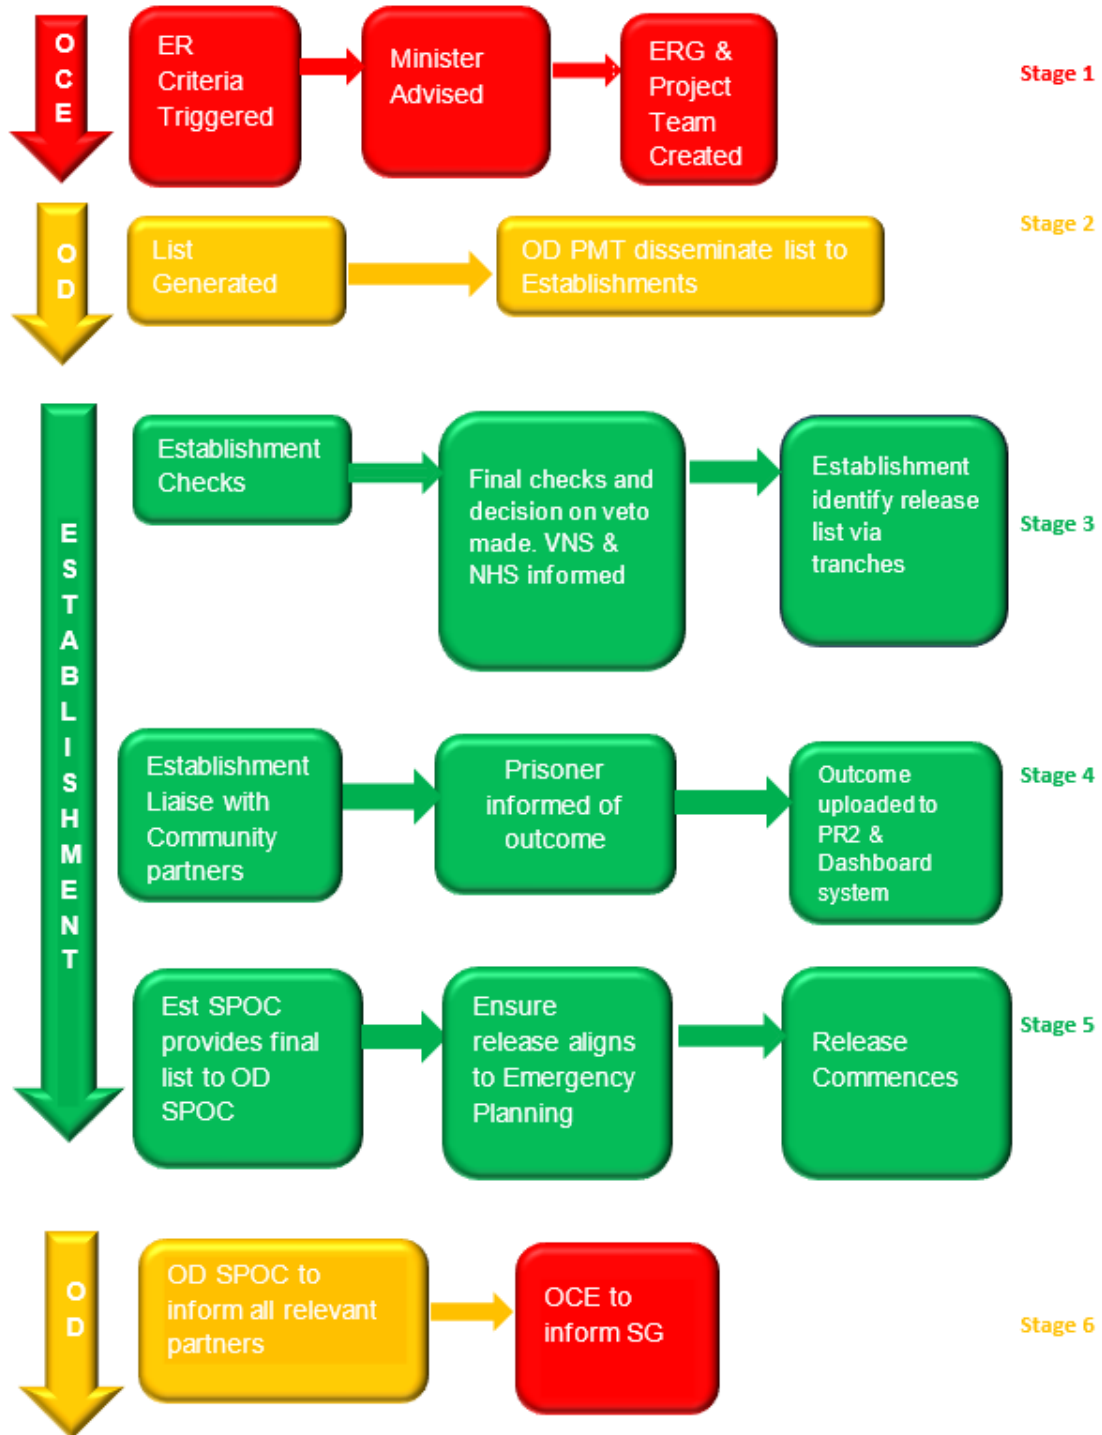 OCE
ER
Criteria
Triggered
Minister
Advised
ERG &
Project
Team
Created
Stage 1
OD
List
Generated
OD PMT disseminate list to
Establishments
Stage 2
ESTABLISHMENT
Establishment
Checks
Final checks and
decision on veto
made. VNS &
NHS informed
Establishment
identify release
list via
tranches
Stage 3
Establishment
Liaise with
Community
partners
Prisoner
informed of
outcome
Outcome
uploaded to
PR2 &
Dashboard
system
Stage 4
Est SPOC
provides final
list to OD
SPOC
Ensure
release aligns
to Emergency
Planning
Release
Commences
Stage 5
OD
OD SPOC to
inform all relevant
partners
OCE to
inform SG
Stage 6